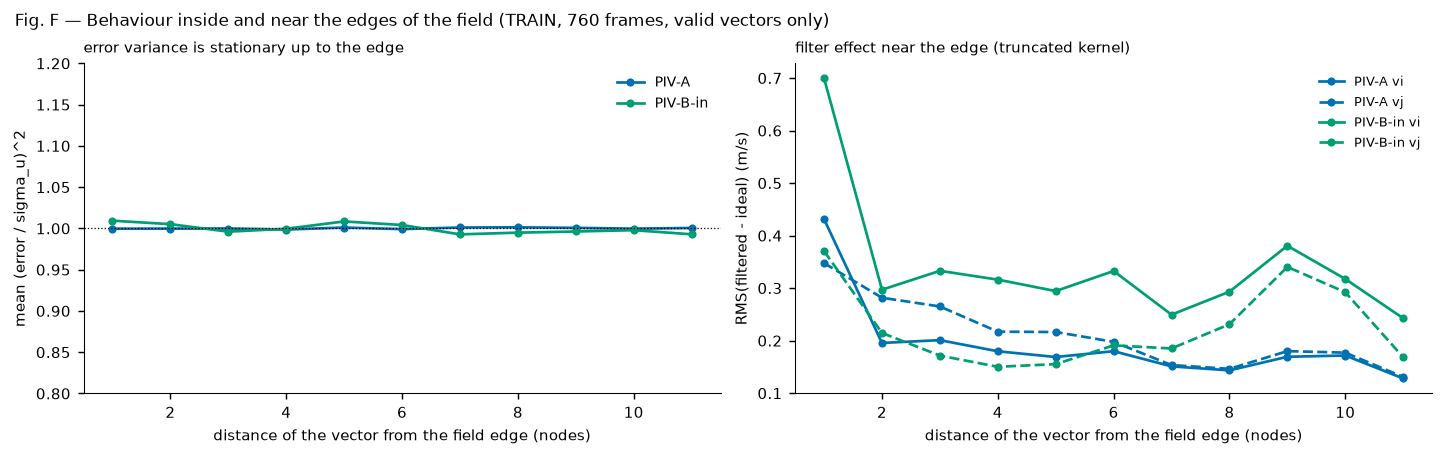 Fig. F — Behaviour inside and near the edges of the field (TRAIN, 760 frames, valid vectors only)
error variance is stationary up to the edge
1.20
1.15
1.10
1.05
1.00
0.95
0.90
0.85
0.80
mean (error / sigma_u)^2
PIV-A
PIV-B-in
2
4
6
8
10
distance of the vector from the field edge (nodes)
filter effect near the edge (truncated kernel)
0.7
0.6
0.5
0.4
0.3
0.2
0.1
RMS(filtered - ideal) (m/s)
PIV-A vi
PIV-A vj
PIV-B-in vi
PIV-B-in vj
2
4
6
8
10
distance of the vector from the field edge (nodes)